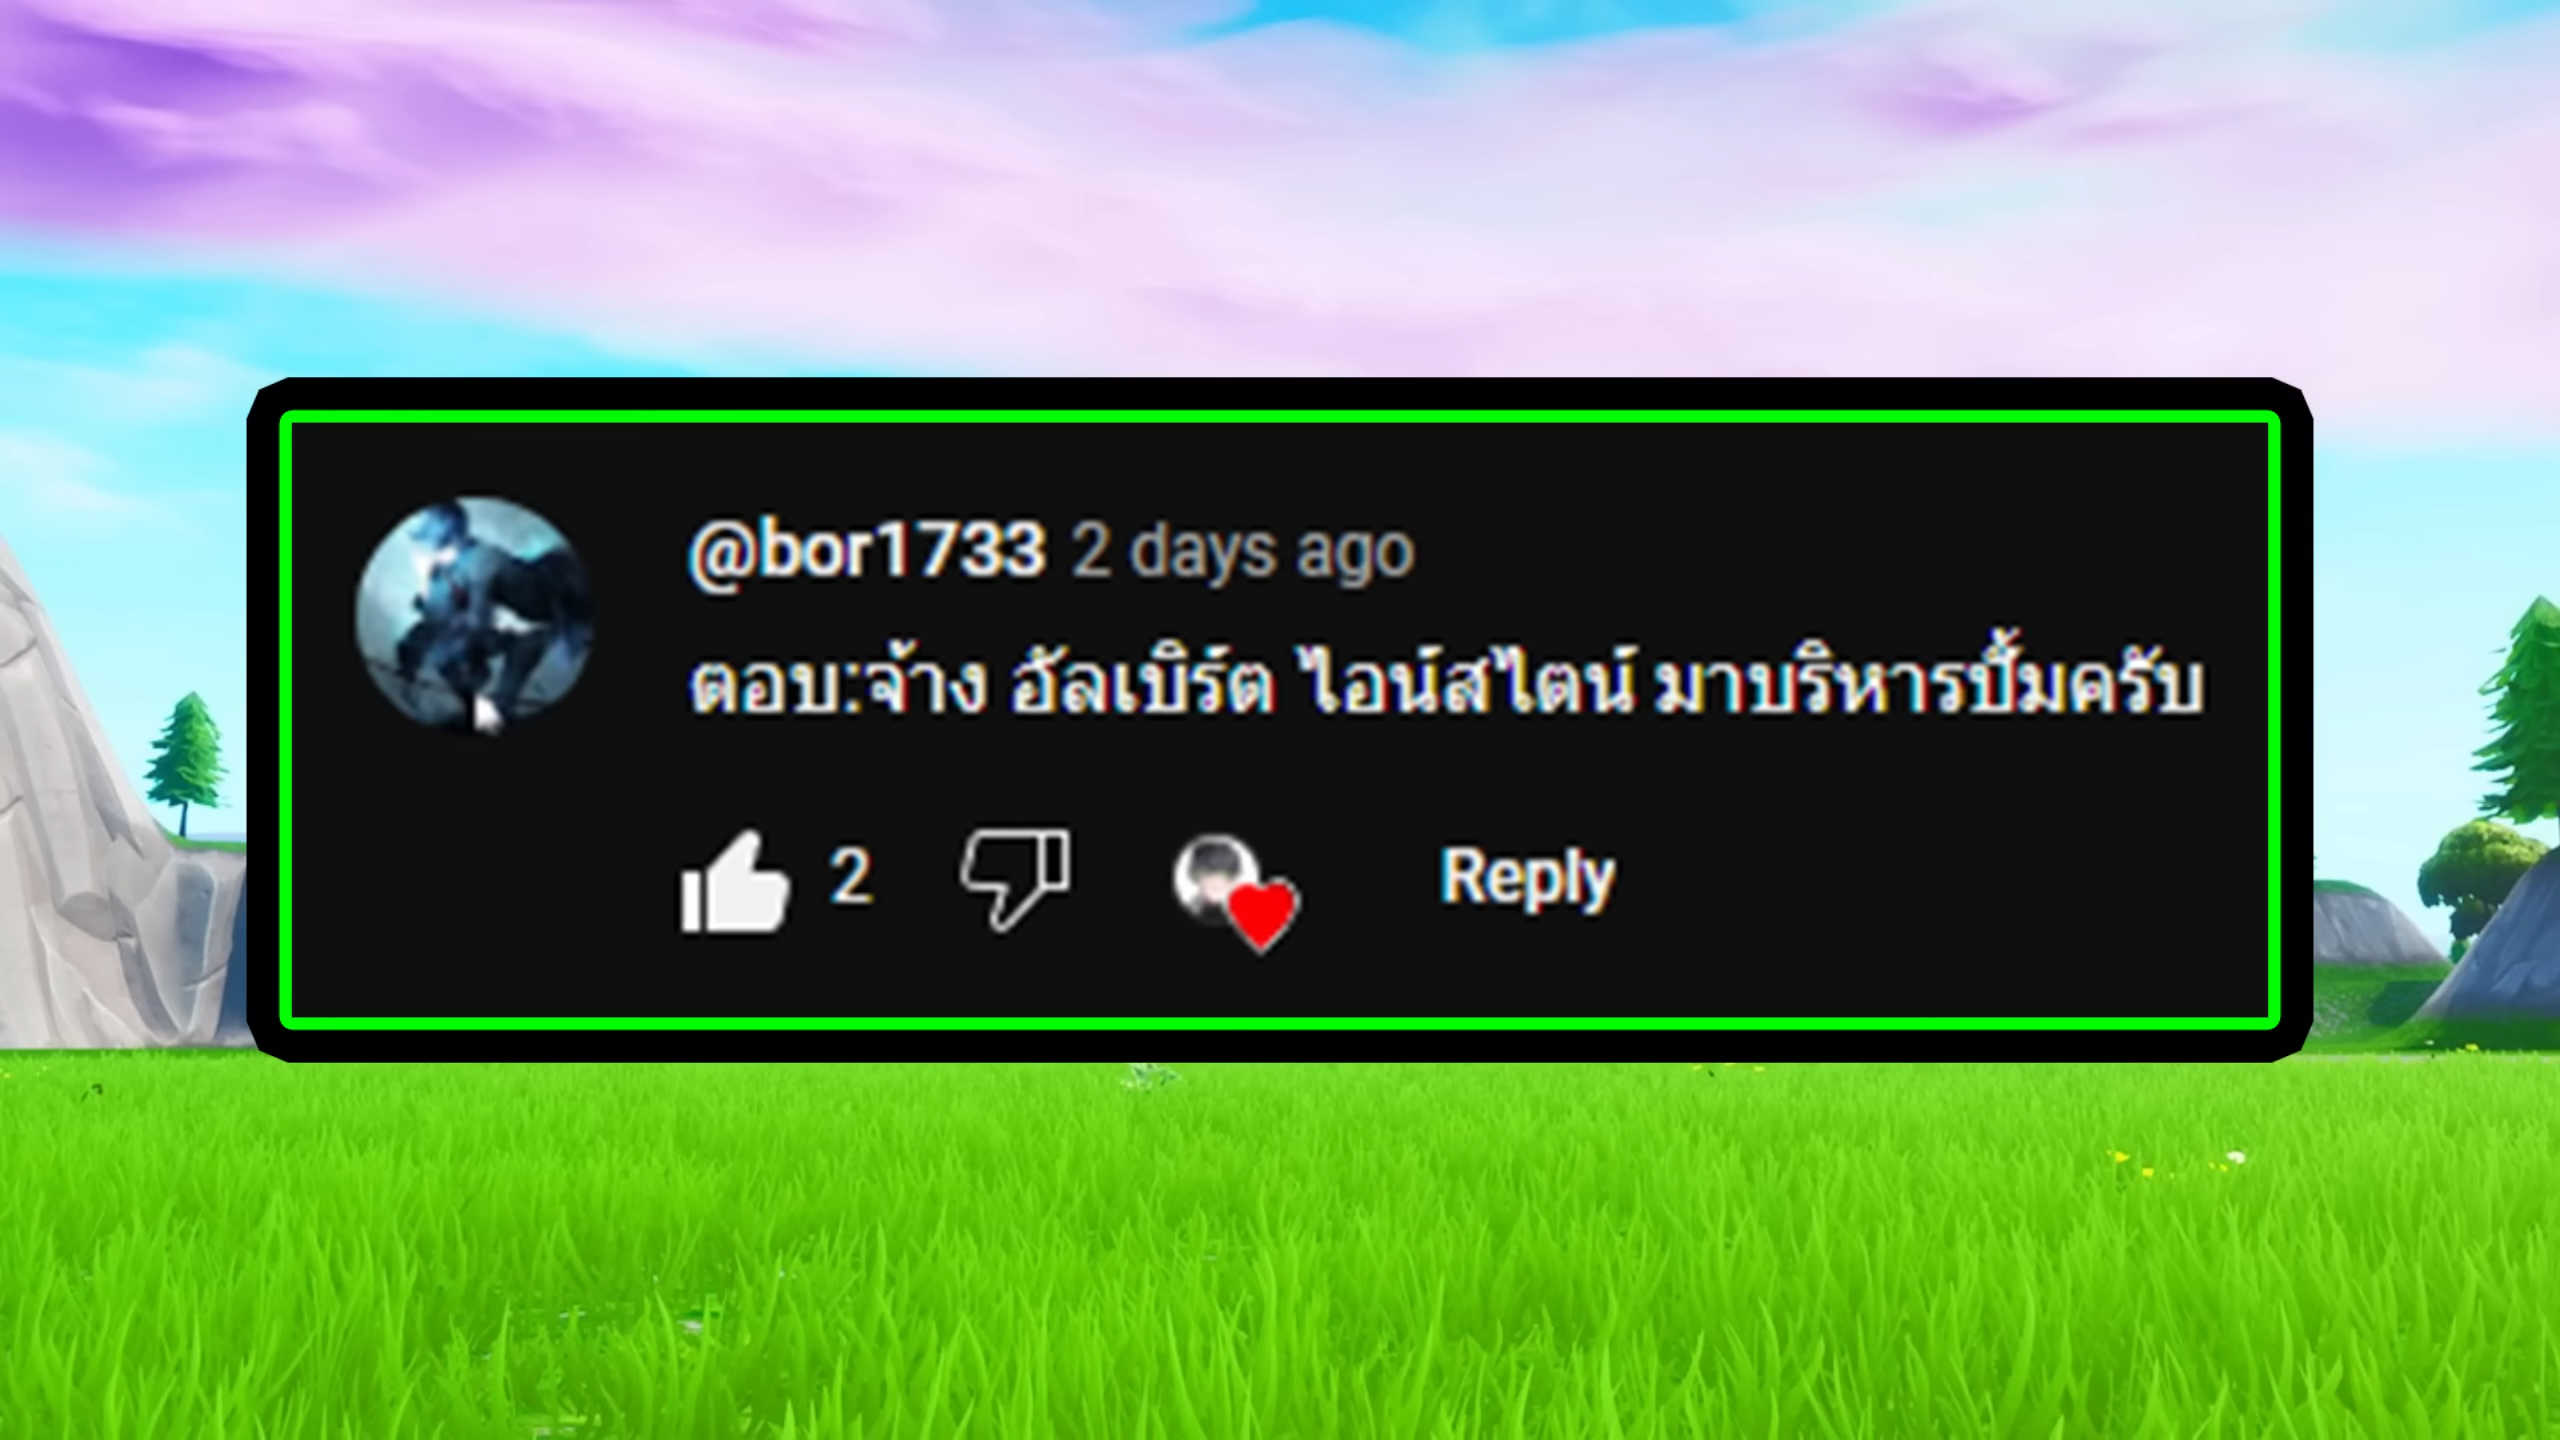 @bor1733 2 days ago
ตอบ:จ้าง อัลเบิร์ต ไอน์สไตน์ มาบริหารปั้มครับ
2 Reply